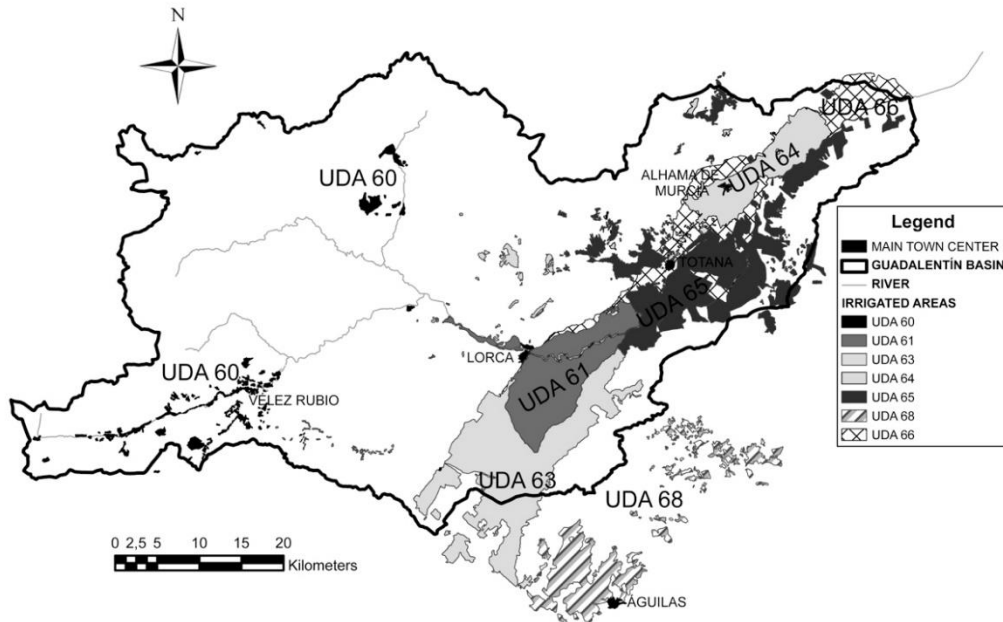 N
UDA 66
UDA 64
ALHAMA DE
MURCIA
UDA 60
TOTANA
UDA 65
LORCA
UDA 61
UDA 60
VÉLEZ RUBIO
UDA 63
UDA 68
ÁGUILAS
0 2,5 5 10 15 20
Kilometers
Legend
MAIN TOWN CENTER
GUADALENTÍN BASIN
RIVER
IRRIGATED AREAS
UDA 60
UDA 61
UDA 63
UDA 64
UDA 65
UDA 68
UDA 66